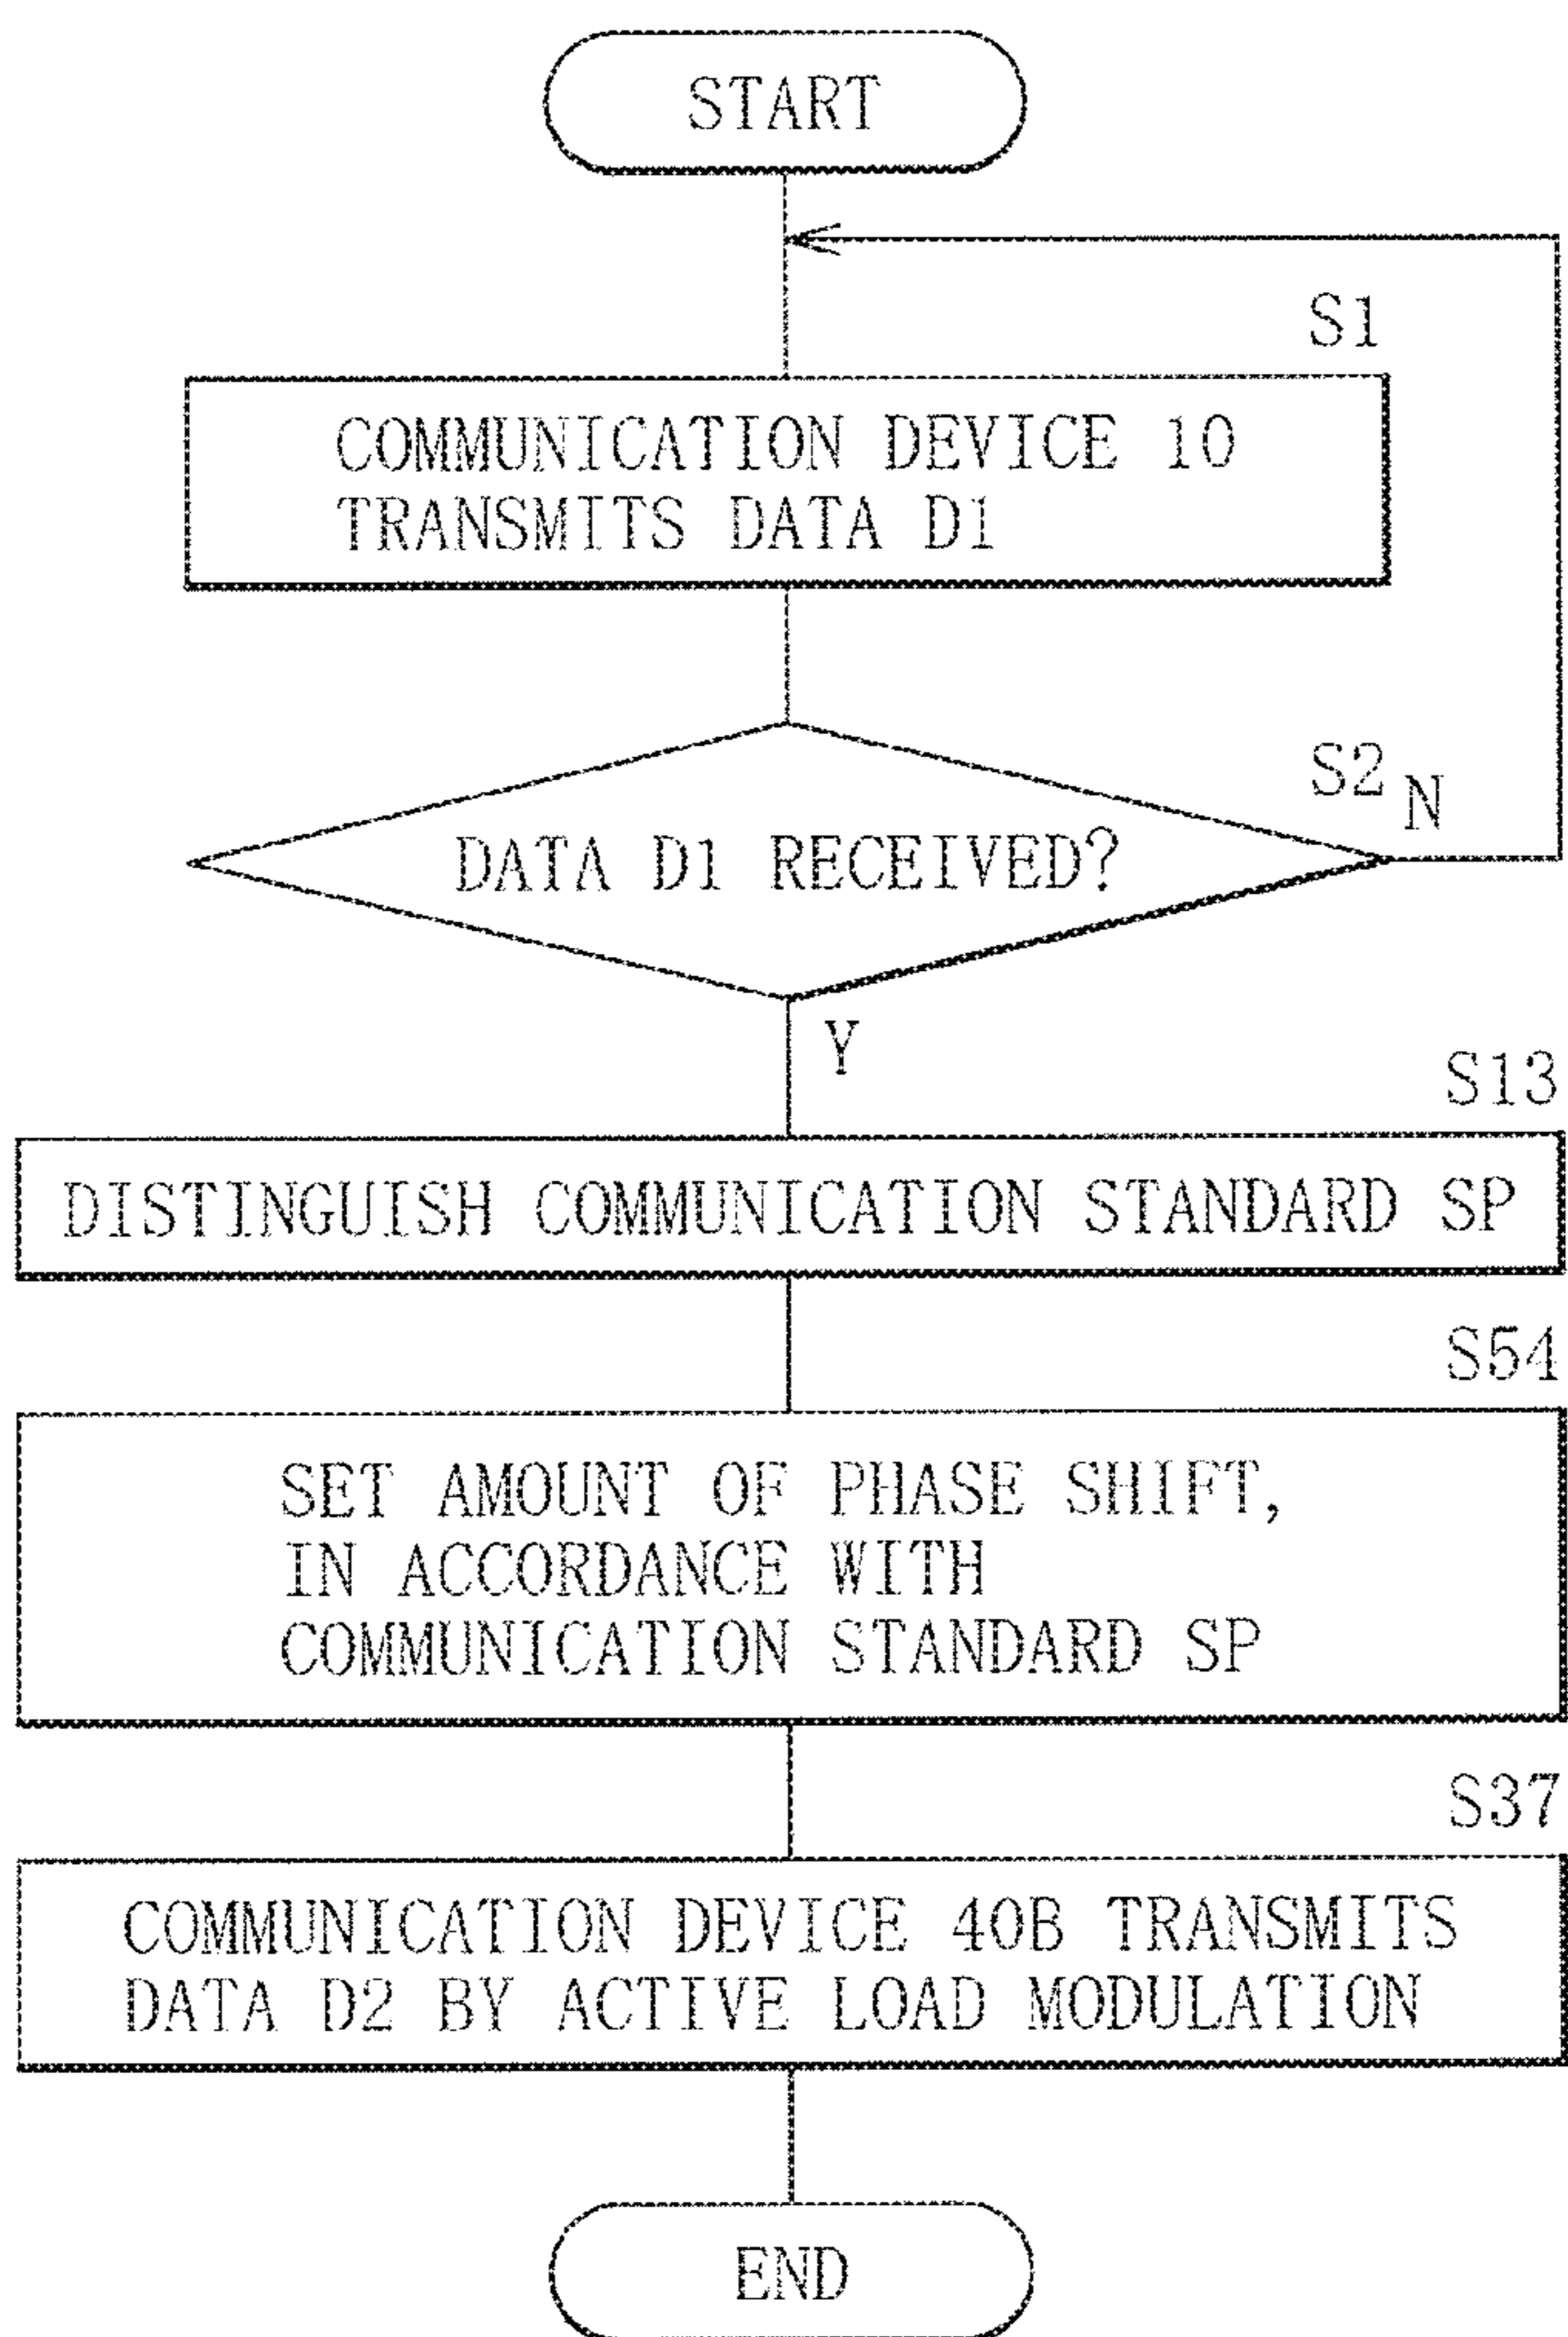 START
S1
COMMUNICATION DEVICE 10
TRANSMITS DATA D1
S2
N
DATA D1 RECEIVED?
Y
S13
DISTINGUISH COMMUNICATION STANDARD SP
S54
SET AMOUNT OF PHASE SHIFT,
IN ACCORDANCE WITH
COMMUNICATION STANDARD SP
S37
COMMUNICATION DEVICE 40B TRANSMITS
DATA D2 BY ACTIVE LOAD MODULATION
END